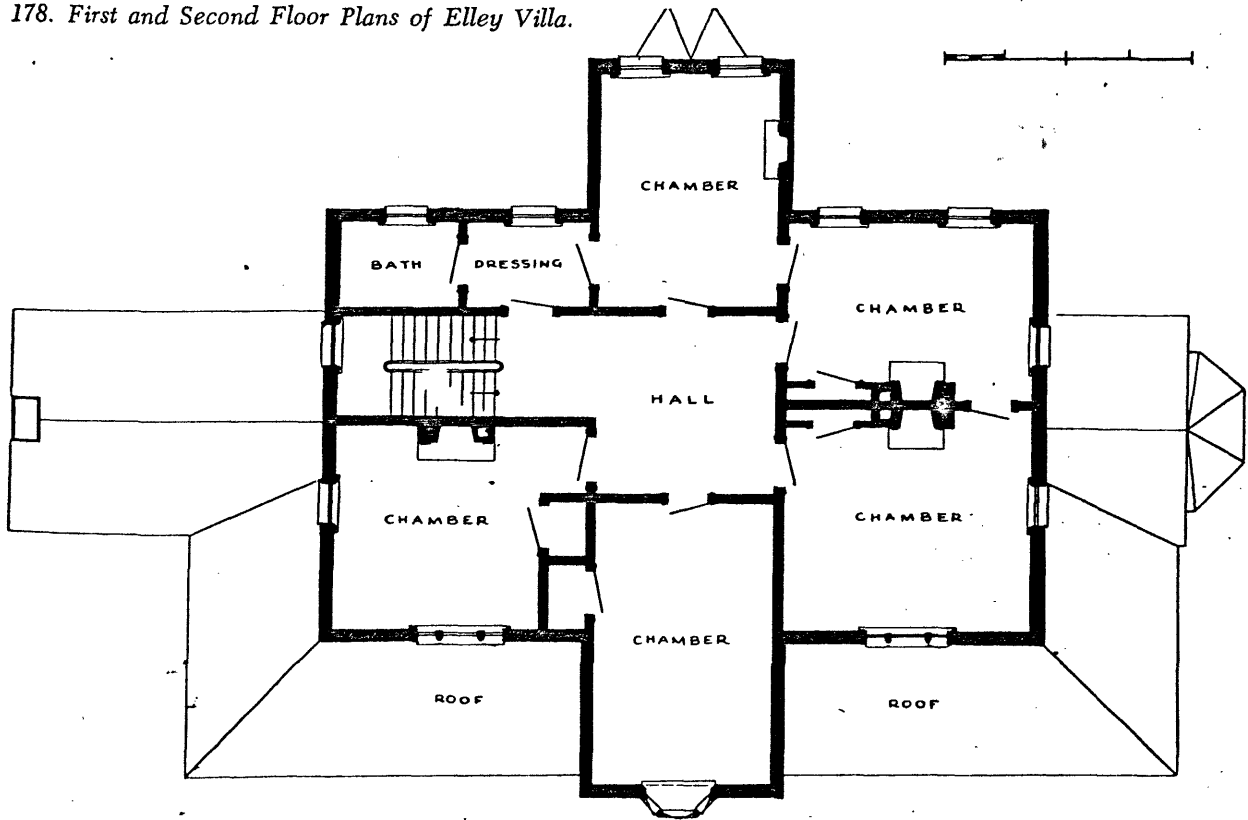 178. First and Second Floor Plans of Elley Villa.
CHAMBER
BATH
DRESSING
CHAMBER
HALL
CHAMBER
CHAMBER
CHAMBER
ROOF
ROOF